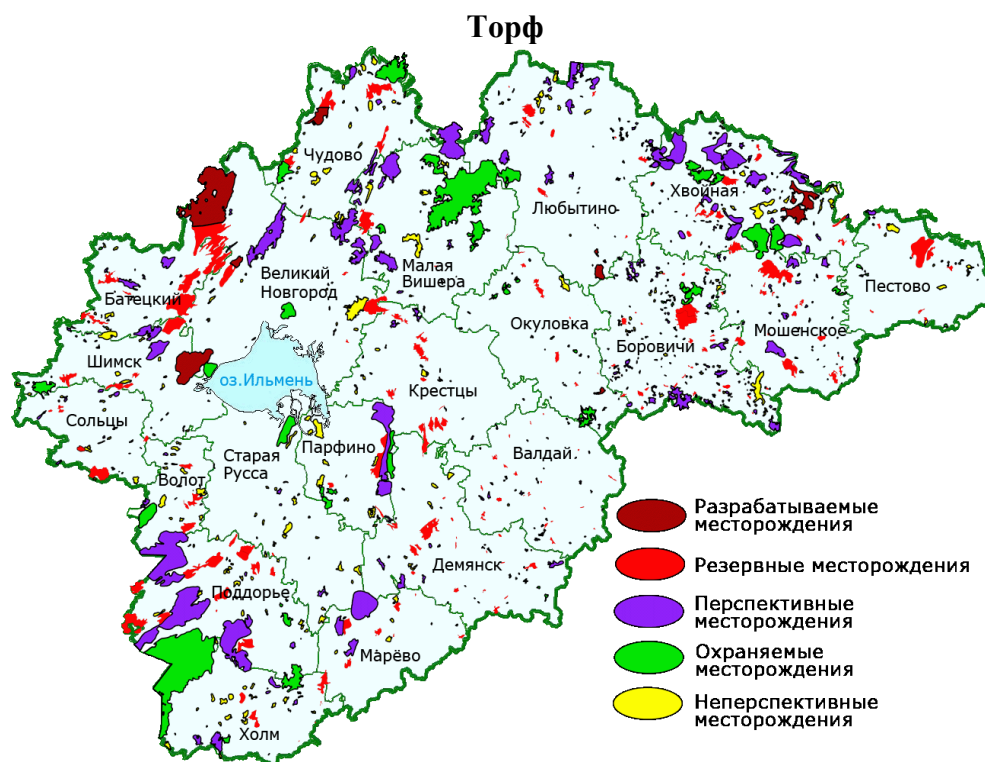 Торф
Чудово
Хвойная
Любытино
Малая
Вишера
Великий
Новгород
Батецкий
Пестово
Окуловка
Мошенское
Боровичи
Шимск
оз.Ильмень
Крестцы
Сольцы
Старая
Русса
Парфино
Валдай
Волот
Демянск
Поддорье
Марёво
Холм
Разрабатываемые
месторождения
Резервные месторождения
Перспективные
месторождения
Охраняемые
месторождения
Неперспективные
месторождения